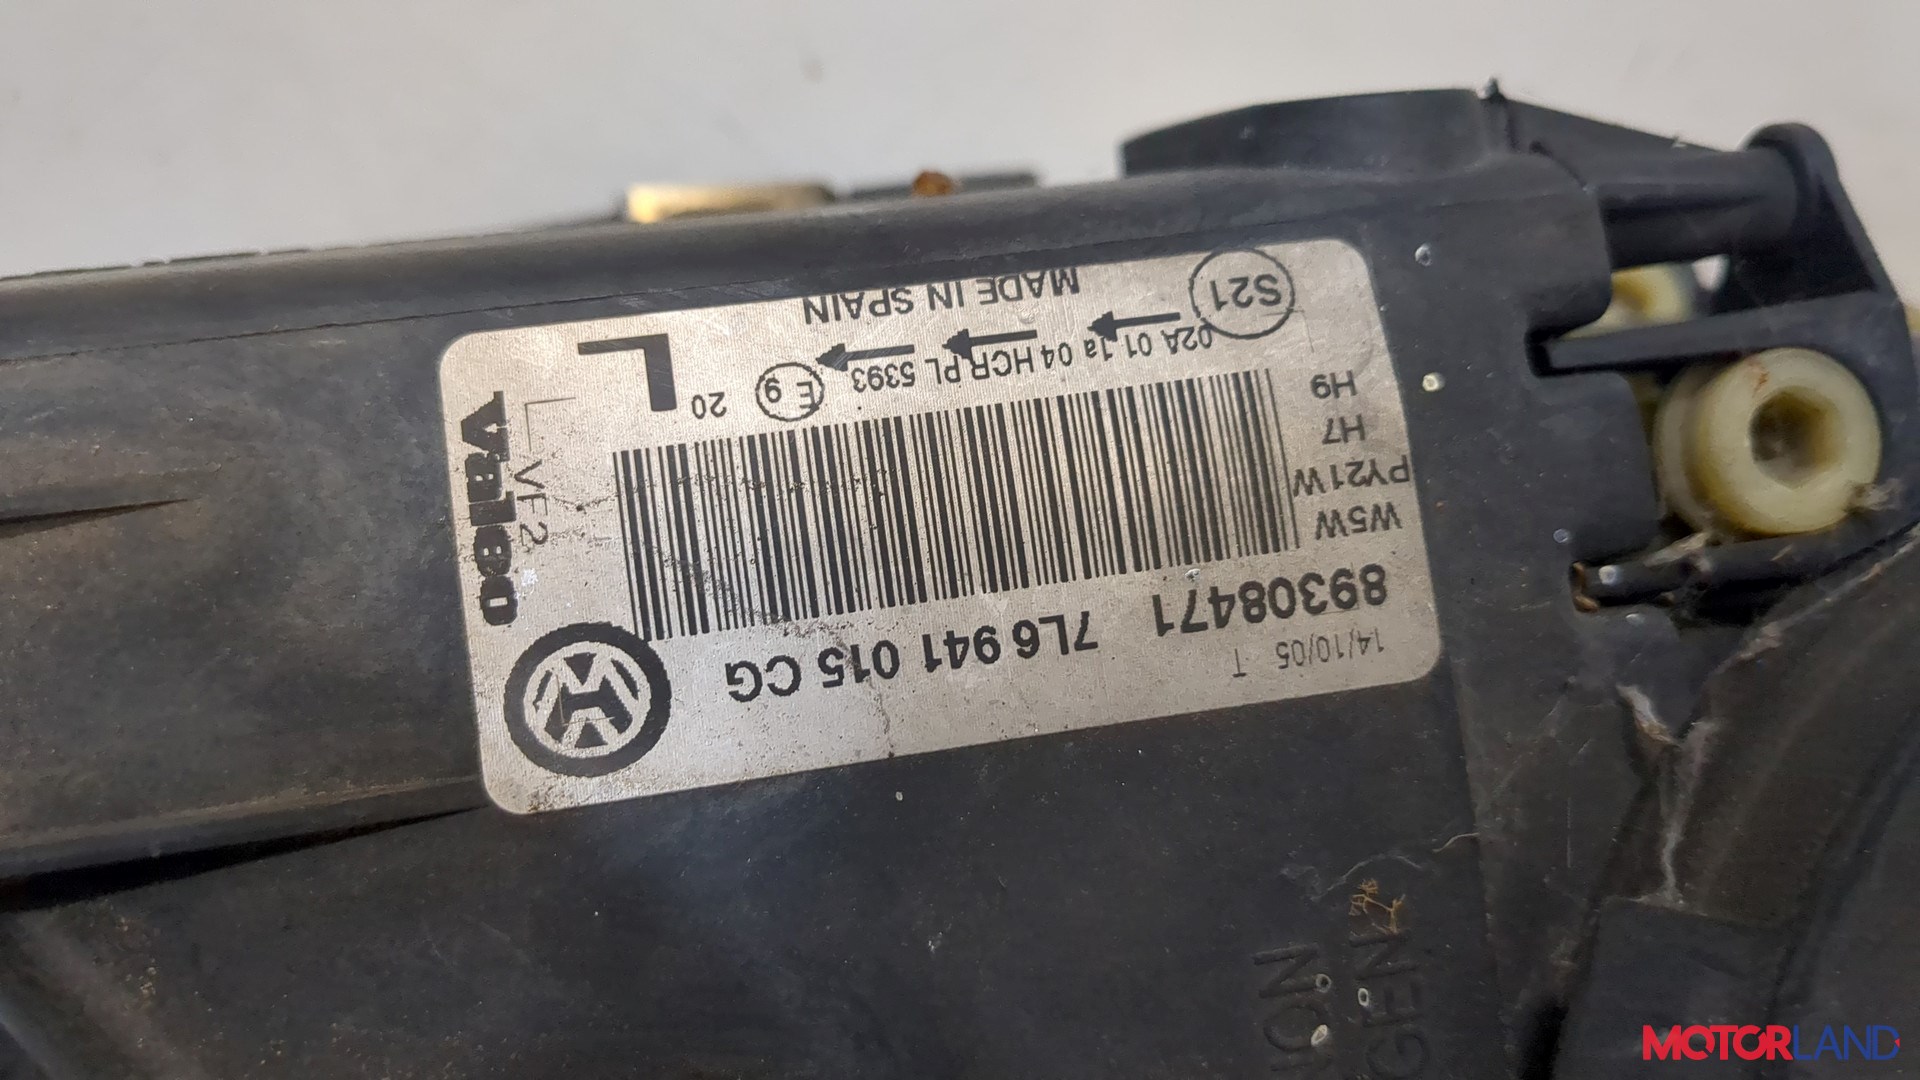 14/10/05 T
89308471 7L6 941 015 CG
W5W
PY21W
H7
H9
02A 01 1a 04 HCR PL 5393
E9
20
L
S21
MADE IN SPAIN
Valeo
VF2
MOTORLAND